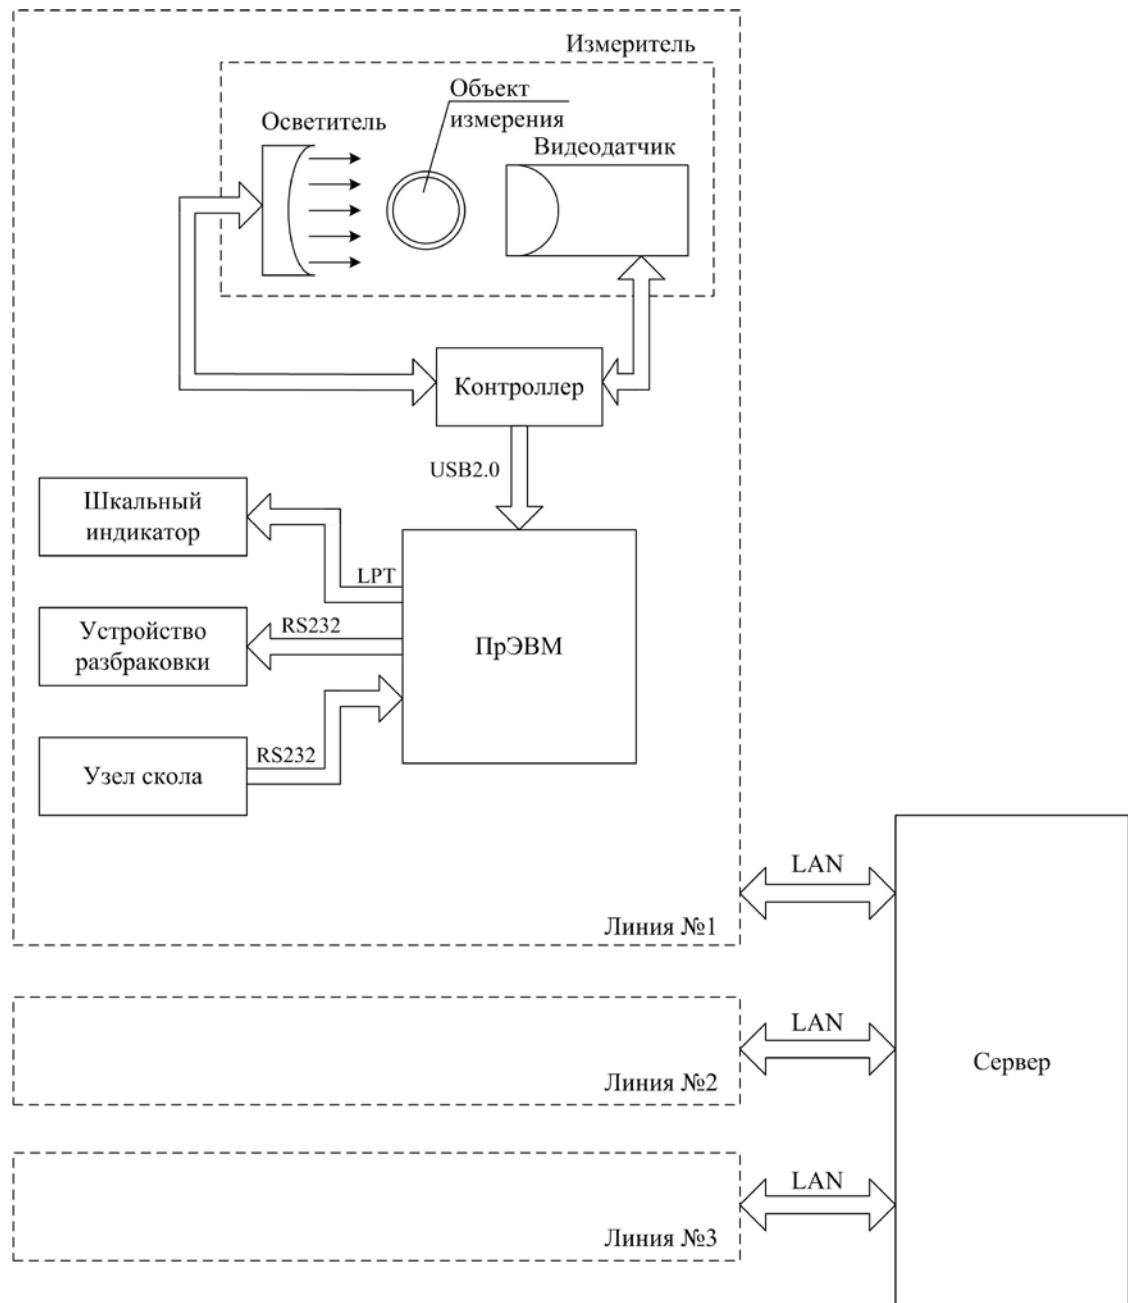 Измеритель
Объект
измерения
Осветитель
Видеодатчик
Контроллер
USB2.0
Шкальный
индикатор
LPT
Устройство
разбраковки
RS232
ПрЭВМ
Узел скола
RS232
LAN
Линия №1
LAN
Линия №2
Сервер
LAN
Линия №3